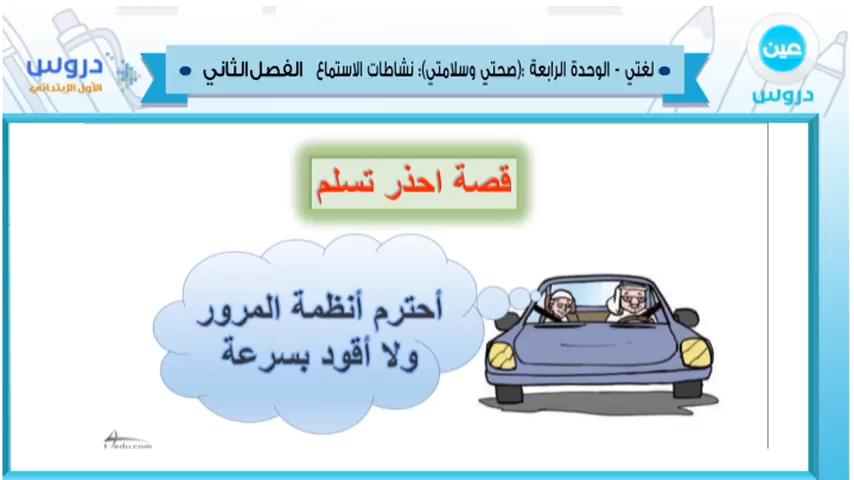 لغتي - الوحدة الرابعة :(صحتي وسلامتي): نشاطات الاستماع الفصل الثاني
عين
دروس
دروس
الأول الإبتدائي
قصة احذر تسلم
أحترم أنظمة المرور
ولا أقود بسرعة